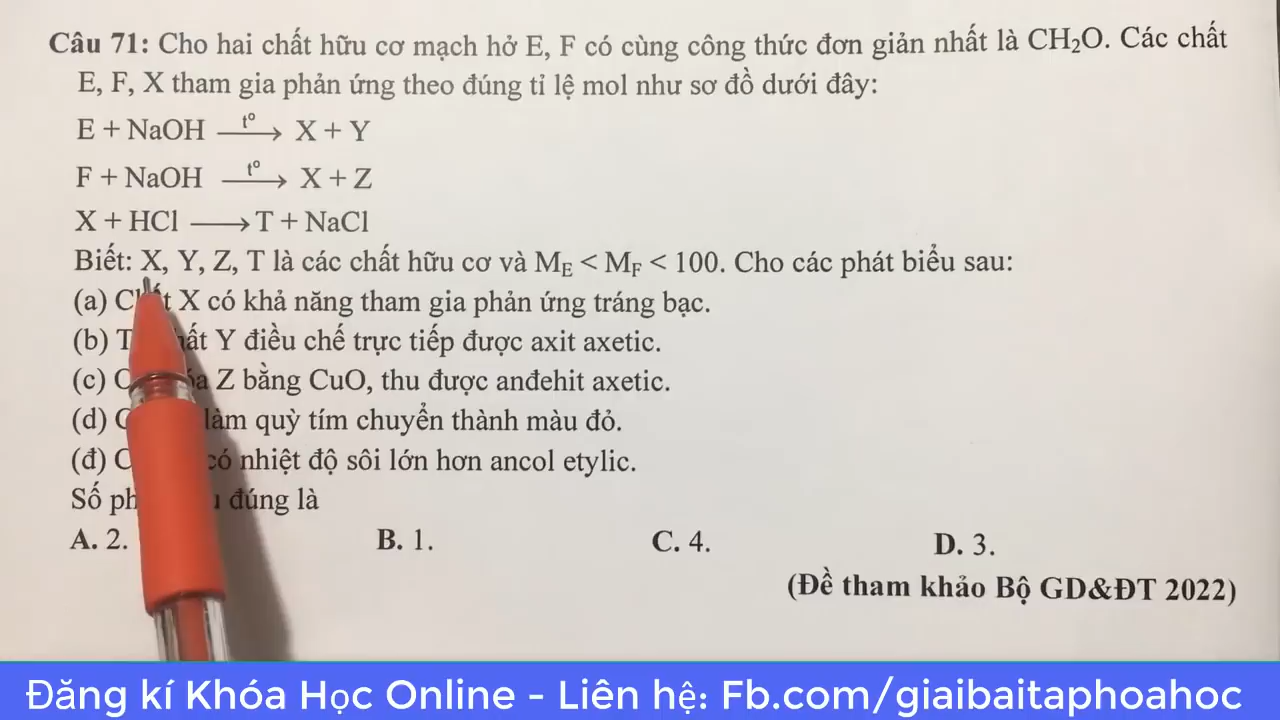 Câu 71: Cho hai chất hữu cơ mạch hở E, F có cùng công thức đơn giản nhất là CH₂O. Các chất
E, F, X tham gia phản ứng theo đúng tỉ lệ mol như sơ đồ dưới đây:
E + NaOH —t°→ X + Y
F + NaOH —t°→ X + Z
X + HCl ⟶ T + NaCl
Biết: X, Y, Z, T là các chất hữu cơ và M_E < M_F < 100. Cho các phát biểu sau:
(a) Chất X có khả năng tham gia phản ứng tráng bạc.
(b) Y điều chế trực tiếp được axit axetic.
(c) Z bằng CuO, thu được anđehit axetic.
(d) làm quỳ tím chuyển thành màu đỏ.
(đ) có nhiệt độ sôi lớn hơn ancol etylic.
Số đúng là
A. 2. B. 1. C. 4. D. 3.
(Đề tham khảo Bộ GD&ĐT 2022)
Đăng kí Khóa Học Online - Liên hệ: Fb.com/giaibaitaphoahoc